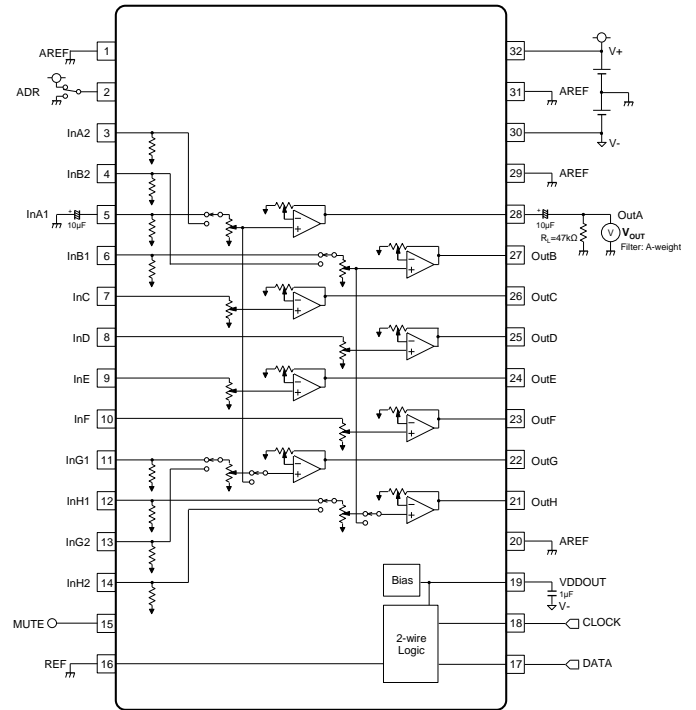 AREF 1
ADR 2
InA2 3
InB2 4
InA1 + 10µF 5
InB1 6
InC 7
InD 8
InE 9
InF 10
InG1 11
InH1 12
InG2 13
InH2 14
MUTE 15
REF 16
32 V+
31 AREF
30 V-
29 AREF
28 + 10µF OutA
RL=47kΩ V VOUT
Filter: A-weight
27 OutB
26 OutC
25 OutD
24 OutE
23 OutF
22 OutG
21 OutH
20 AREF
19 VDDOUT
1µF
V-
18 CLOCK
17 DATA
Bias
2-wire
Logic
− +
− +
− +
− +
− +
− +
− +
− +